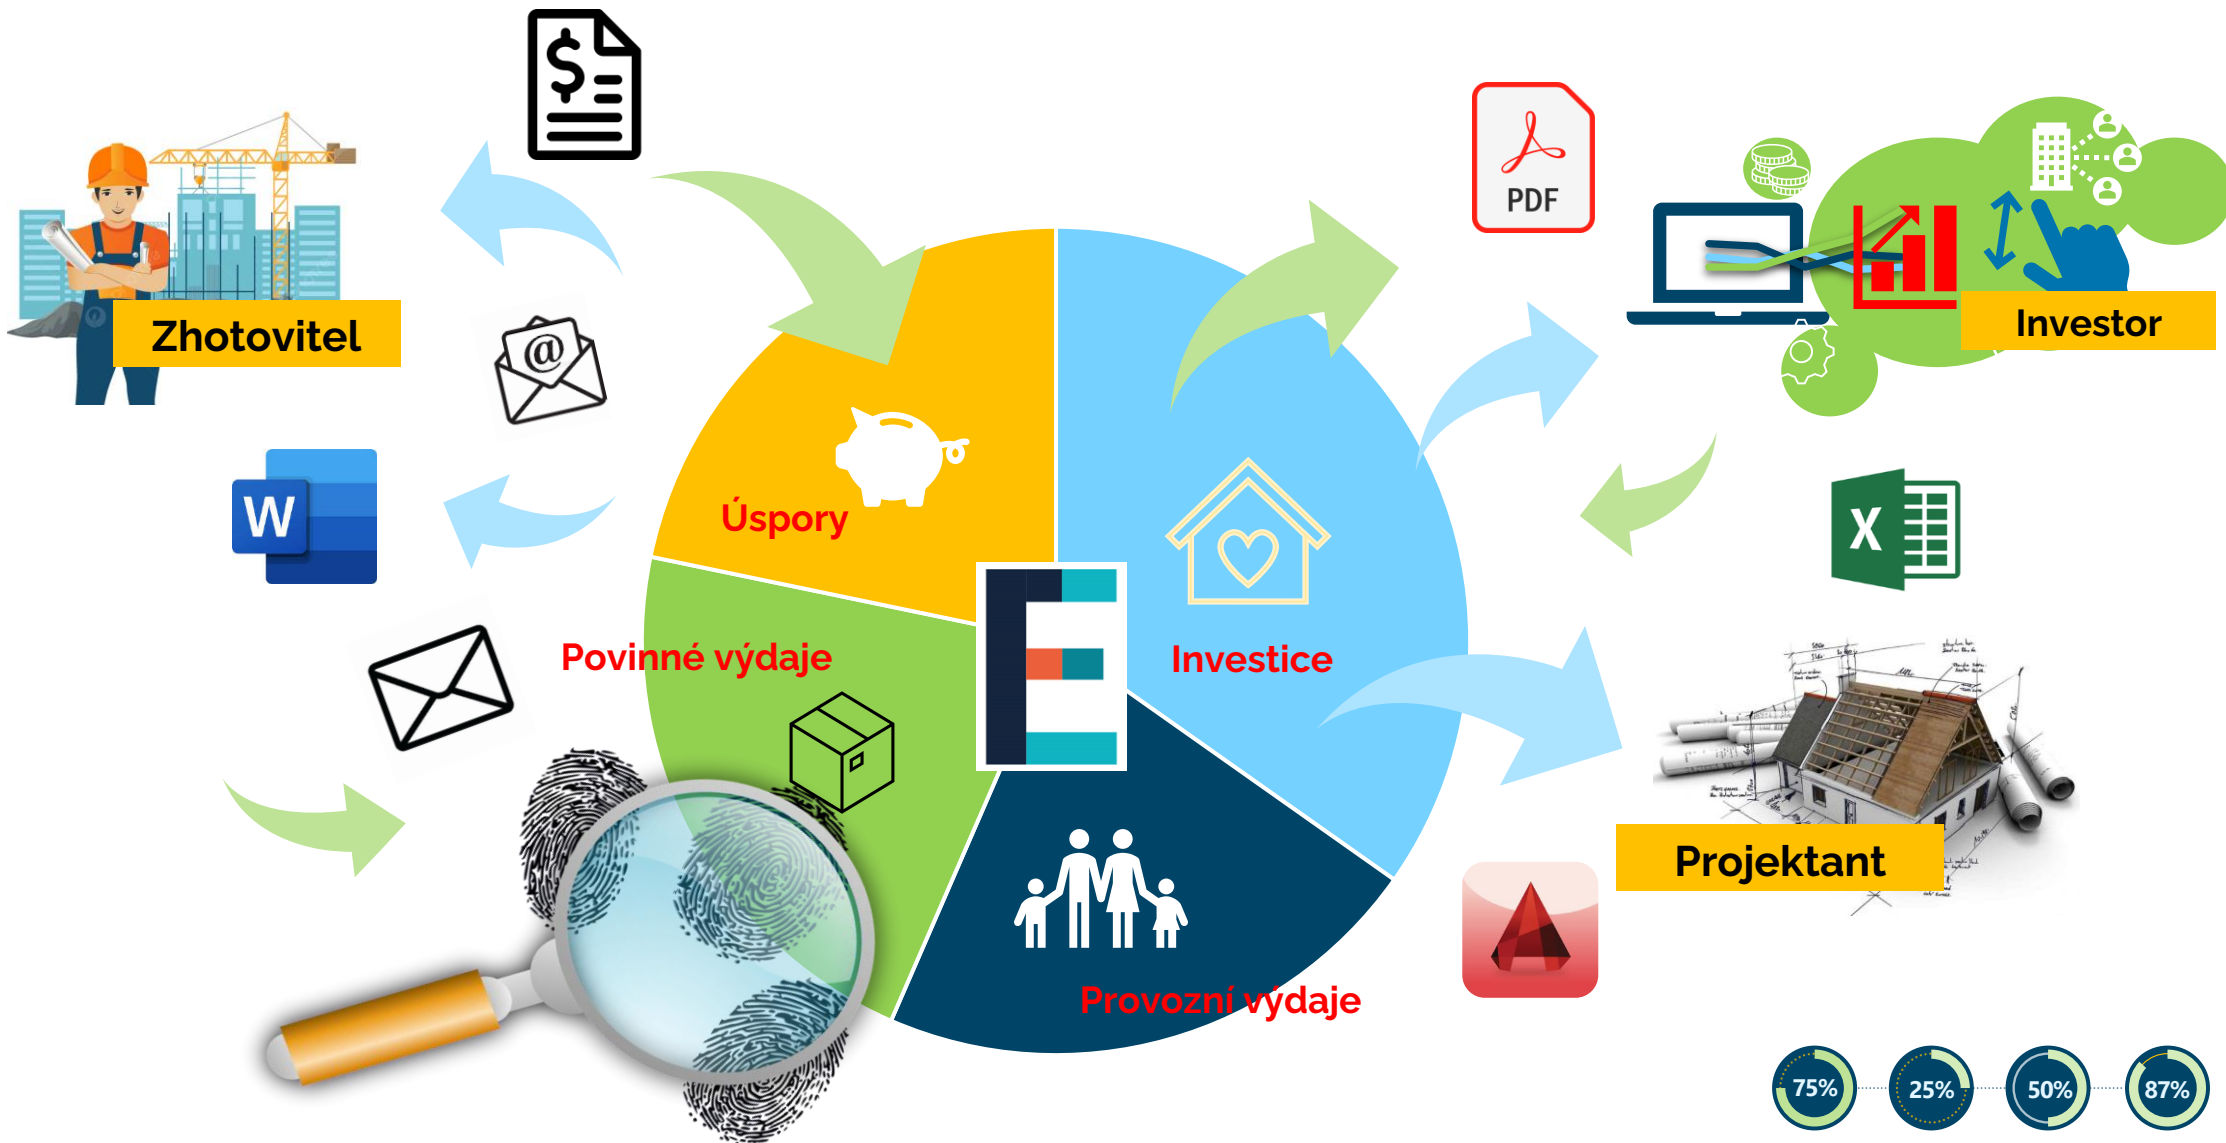 $
PDF
Zhotovitel
Investor
@
W
X
Úspory
Povinné výdaje
Investice
E
Projektant
Provozní výdaje
75%
25%
50%
87%